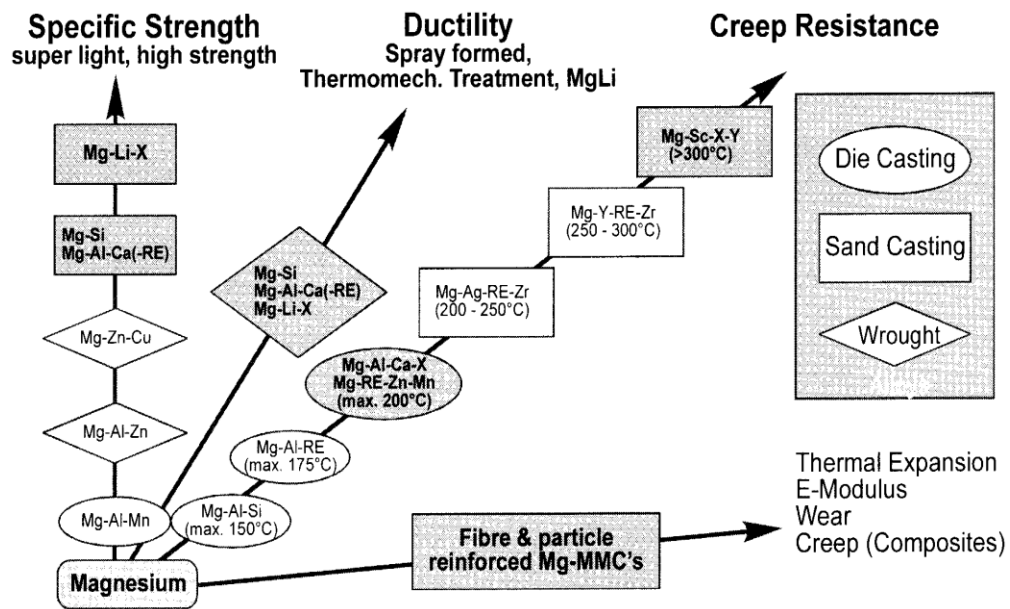 Specific Strength
super light, high strength
Ductility
Spray formed,
Thermomech. Treatment, MgLi
Creep Resistance
Mg-Li-X
Mg-Si
Mg-Al-Ca(-RE)
Mg-Zn-Cu
Mg-Al-Zn
Mg-Al-Mn
Magnesium
Mg-Si
Mg-Al-Ca(-RE)
Mg-Li-X
Mg-Sc-X-Y
(>300°C)
Mg-Y-RE-Zr
(250 - 300°C)
Mg-Ag-RE-Zr
(200 - 250°C)
Mg-Al-Ca-X
Mg-RE-Zn-Mn
(max. 200°C)
Mg-Al-RE
(max. 175°C)
Mg-Al-Si
(max. 150°C)
Fibre & particle
reinforced Mg-MMC's
Die Casting
Sand Casting
Wrought
Thermal Expansion
E-Modulus
Wear
Creep (Composites)